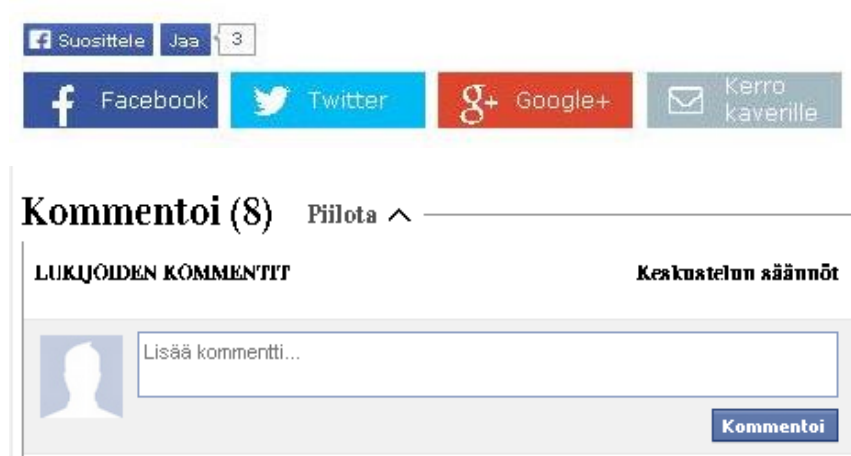 Suosittele Jaa 3
Facebook Twitter Google+ Kerro kaverille
Kommentoi (8) Piilota
LUKIJOIDEN KOMMENTIT Keskustelun säännöt
Lisää kommentti...
Kommentoi